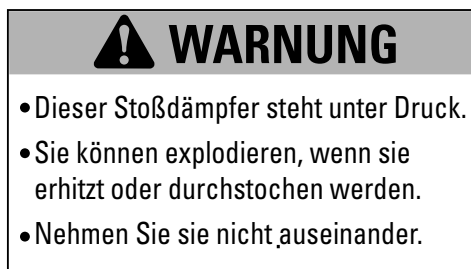 WARNUNG
• Dieser Stoßdämpfer steht unter Druck.
• Sie können explodieren, wenn sie
erhitzt oder durchstochen werden.
• Nehmen Sie sie nicht auseinander.